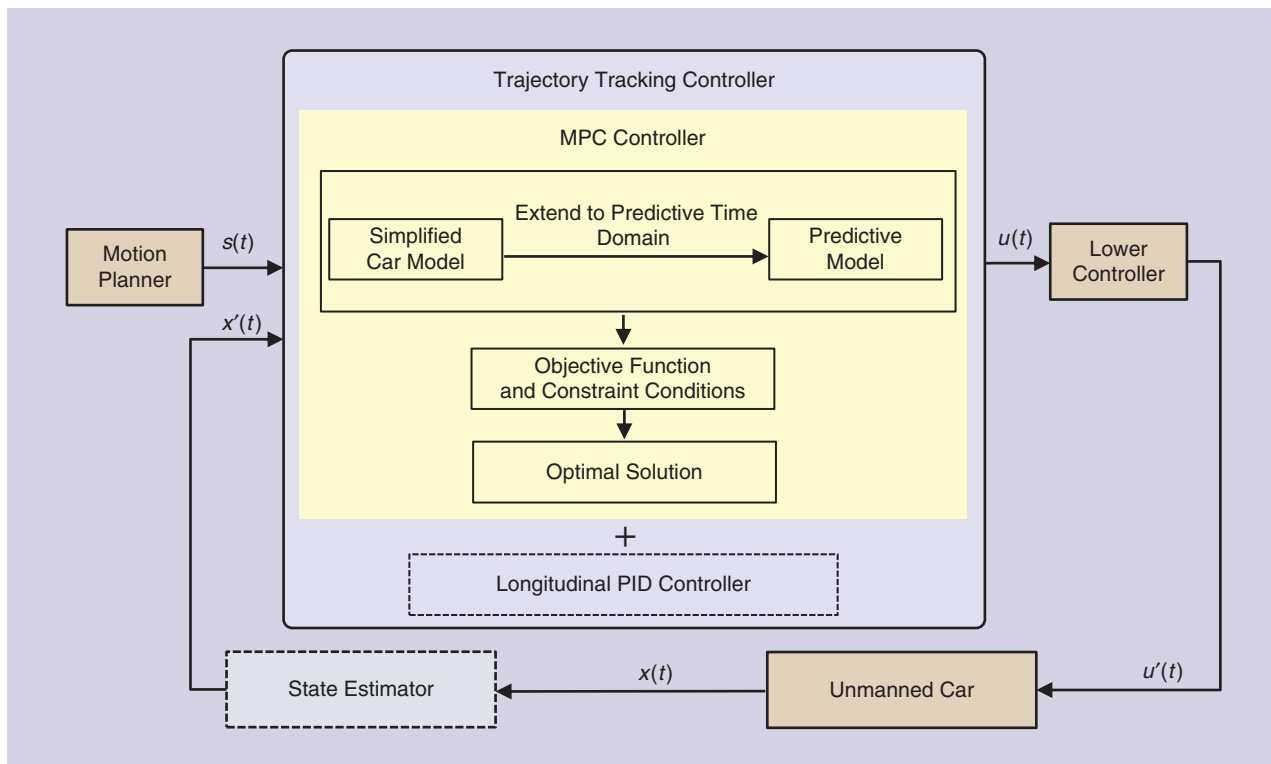 Trajectory Tracking Controller
MPC Controller
Extend to Predictive Time
Domain
Simplified
Car Model
Predictive
Model
Motion
Planner
s(t)
x′(t)
u(t)
Lower
Controller
Objective Function
and Constraint Conditions
Optimal Solution
+
Longitudinal PID Controller
State Estimator
x(t)
Unmanned Car
u′(t)